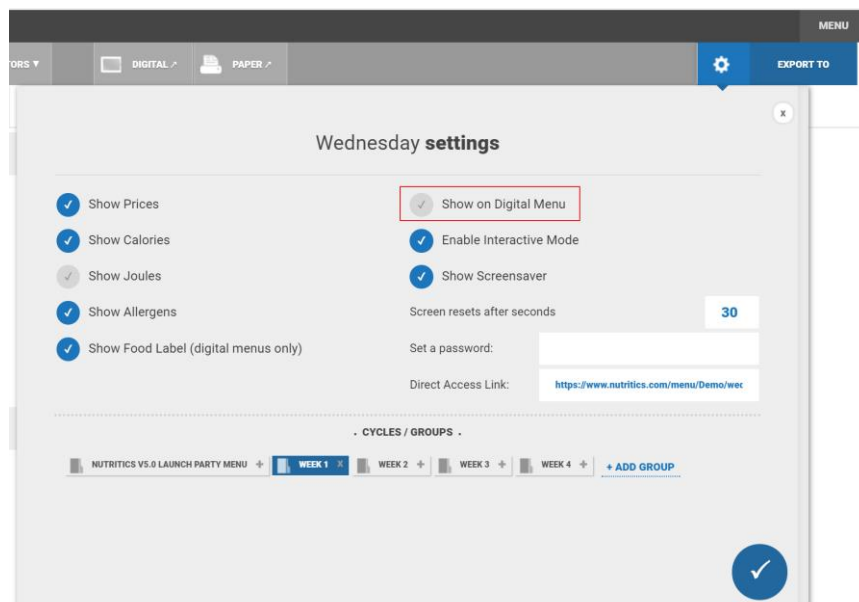 MENU
TORS ▼ DIGITAL ↗ PAPER ↗ EXPORT TO
x
Wednesday settings
Show Prices
Show on Digital Menu
Show Calories
Enable Interactive Mode
Show Joules
Show Screensaver
Show Allergens
Screen resets after seconds 30
Show Food Label (digital menus only)
Set a password:
Direct Access Link: https://www.nutritics.com/menu/Demo/wec
. CYCLES / GROUPS .
NUTRITICS V5.0 LAUNCH PARTY MENU + WEEK 1 X WEEK 2 + WEEK 3 + WEEK 4 + + ADD GROUP